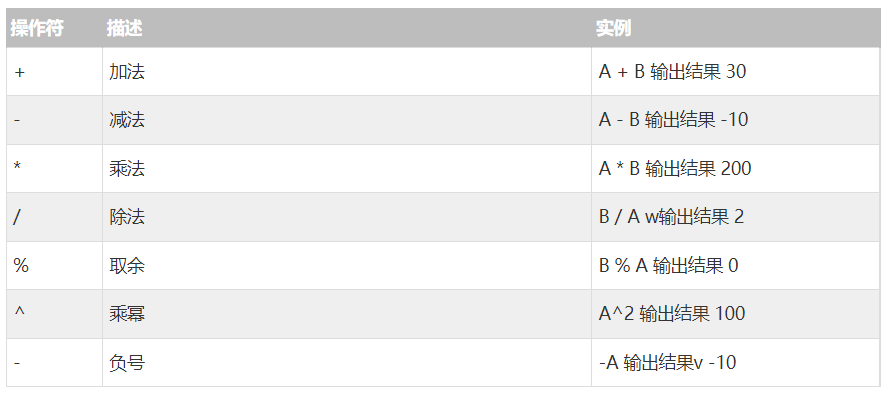 操作符 描述 实例
+ 加法 A + B 输出结果 30
- 减法 A - B 输出结果 -10
* 乘法 A * B 输出结果 200
/ 除法 B / A w输出结果 2
% 取余 B % A 输出结果 0
^ 乘幂 A^2 输出结果 100
- 负号 -A 输出结果v -10